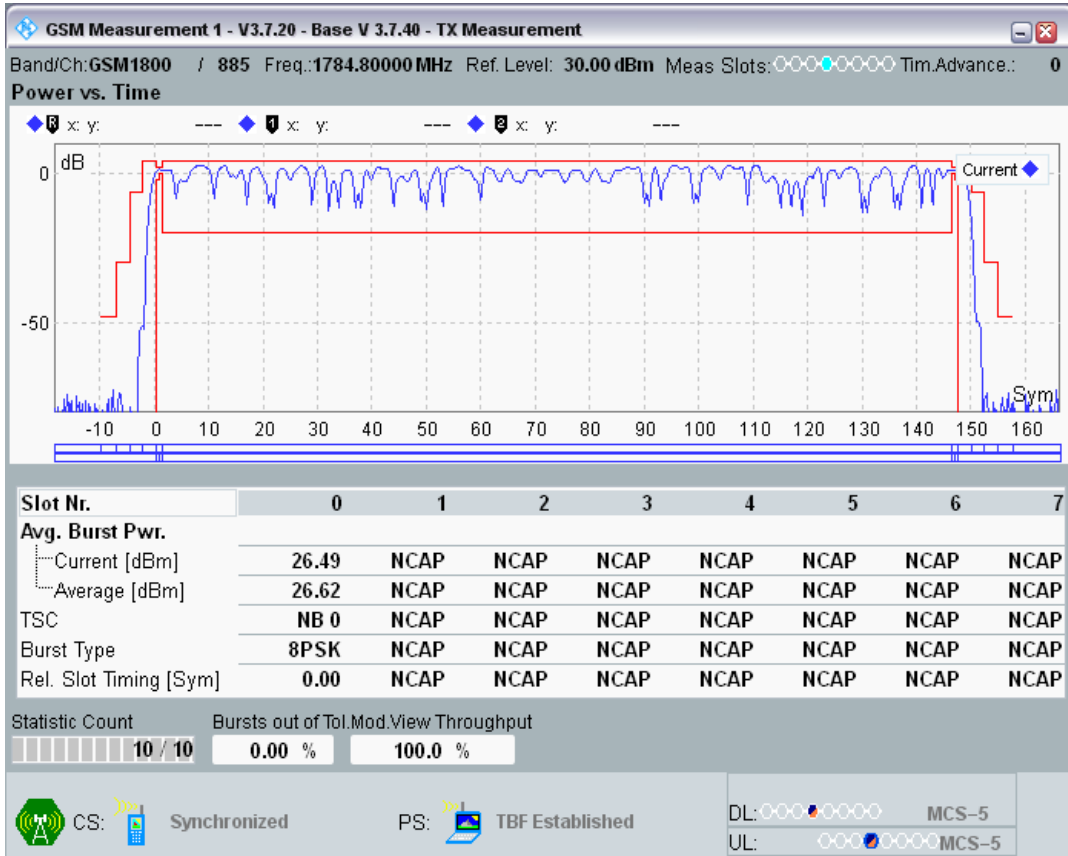 GSM Measurement 1 - V3.7.20 - Base V 3.7.40 - TX Measurement
Band/Ch:GSM1800 / 885 Freq.:1784.80000 MHz Ref. Level: 30.00 dBm Meas Slots: Tim.Advance.: 0
Power vs. Time
R x: y: --- 1 x: y: --- 2 x: y: ---
dB
0
Current
-50
Sym
-10 0 10 20 30 40 50 60 70 80 90 100 110 120 130 140 150 160
Slot Nr. 0 1 2 3 4 5 6 7
Avg. Burst Pwr.
Current [dBm] 26.49 NCAP NCAP NCAP NCAP NCAP NCAP NCAP
Average [dBm] 26.62 NCAP NCAP NCAP NCAP NCAP NCAP NCAP
TSC NB 0 NCAP NCAP NCAP NCAP NCAP NCAP NCAP
Burst Type 8PSK NCAP NCAP NCAP NCAP NCAP NCAP NCAP
Rel. Slot Timing [Sym] 0.00 NCAP NCAP NCAP NCAP NCAP NCAP NCAP
Statistic Count Bursts out of Tol.Mod.View Throughput
10 / 10 0.00 % 100.0 %
CS: Synchronized PS: TBF Established
DL: MCS-5
UL: MCS-5